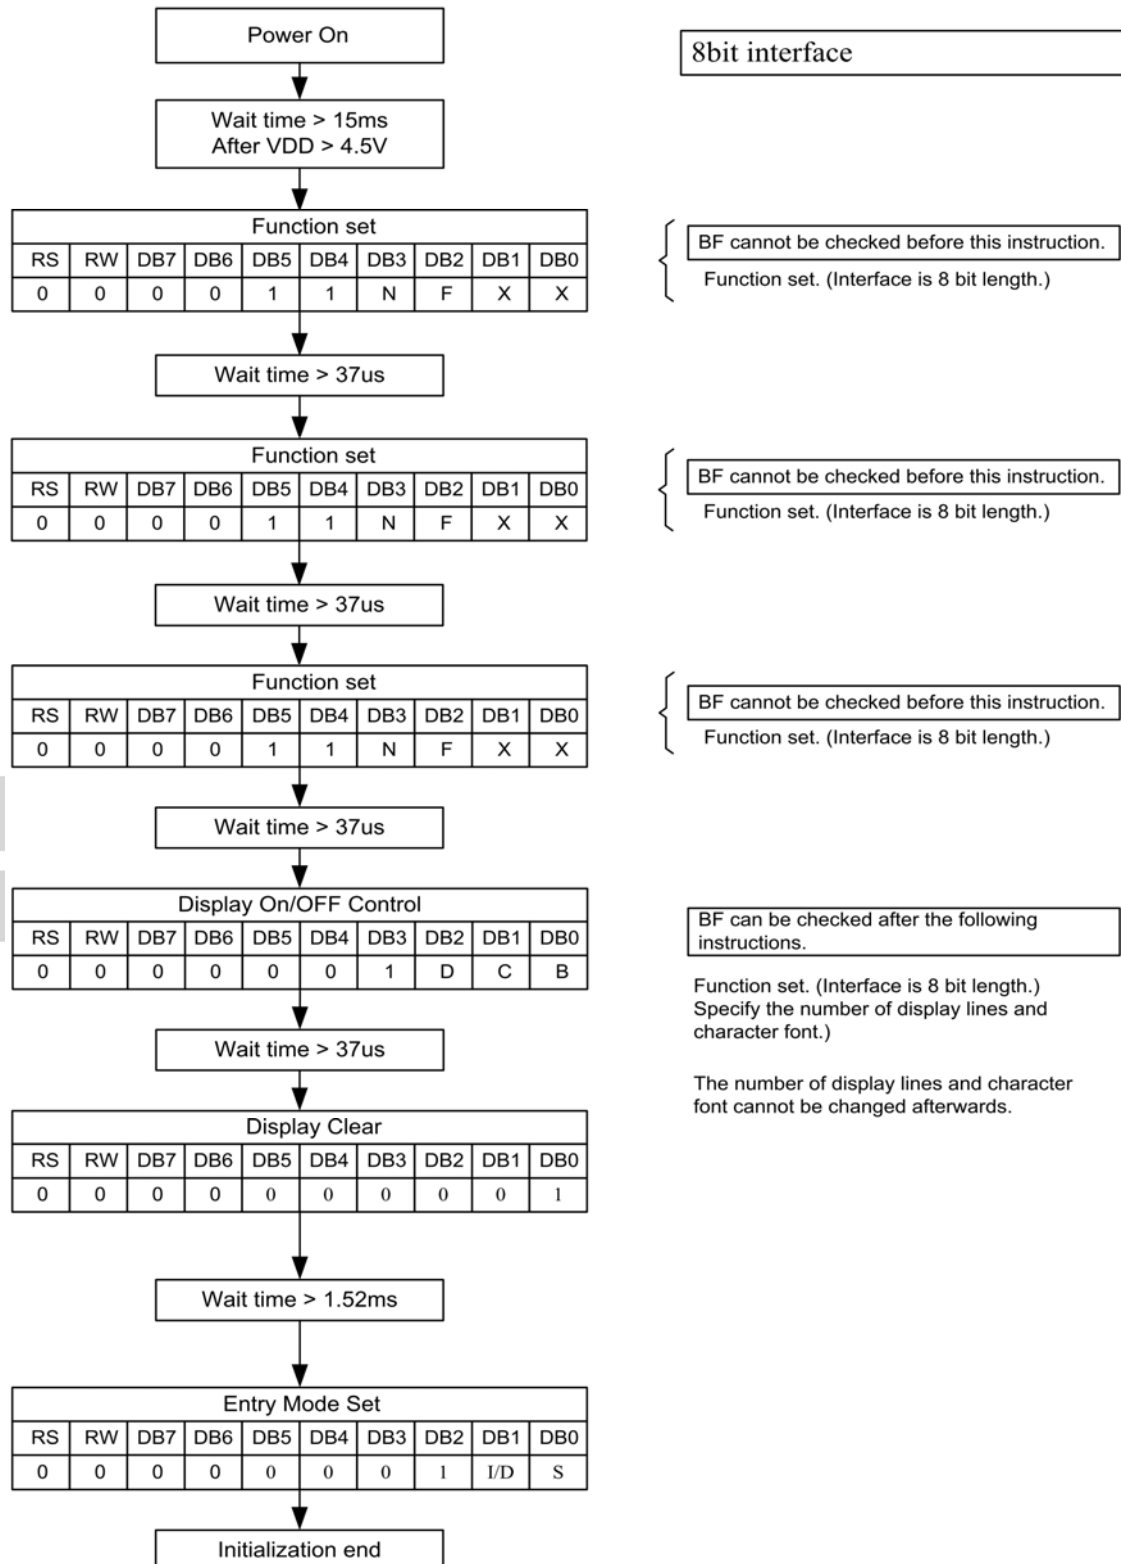 Power On
8bit interface
Wait time > 15ms
After VDD > 4.5V
Function set
RS RW DB7 DB6 DB5 DB4 DB3 DB2 DB1 DB0
0 0 0 0 1 1 N F X X
BF cannot be checked before this instruction.
Function set. (Interface is 8 bit length.)
Wait time > 37us
Function set
RS RW DB7 DB6 DB5 DB4 DB3 DB2 DB1 DB0
0 0 0 0 1 1 N F X X
BF cannot be checked before this instruction.
Function set. (Interface is 8 bit length.)
Wait time > 37us
Function set
RS RW DB7 DB6 DB5 DB4 DB3 DB2 DB1 DB0
0 0 0 0 1 1 N F X X
BF cannot be checked before this instruction.
Function set. (Interface is 8 bit length.)
Wait time > 37us
Display On/OFF Control
RS RW DB7 DB6 DB5 DB4 DB3 DB2 DB1 DB0
0 0 0 0 0 0 1 D C B
BF can be checked after the following
instructions.
Function set. (Interface is 8 bit length.)
Specify the number of display lines and
character font.)
The number of display lines and character
font cannot be changed afterwards.
Wait time > 37us
Display Clear
RS RW DB7 DB6 DB5 DB4 DB3 DB2 DB1 DB0
0 0 0 0 0 0 0 0 0 1
Wait time > 1.52ms
Entry Mode Set
RS RW DB7 DB6 DB5 DB4 DB3 DB2 DB1 DB0
0 0 0 0 0 0 0 1 I/D S
Initialization end